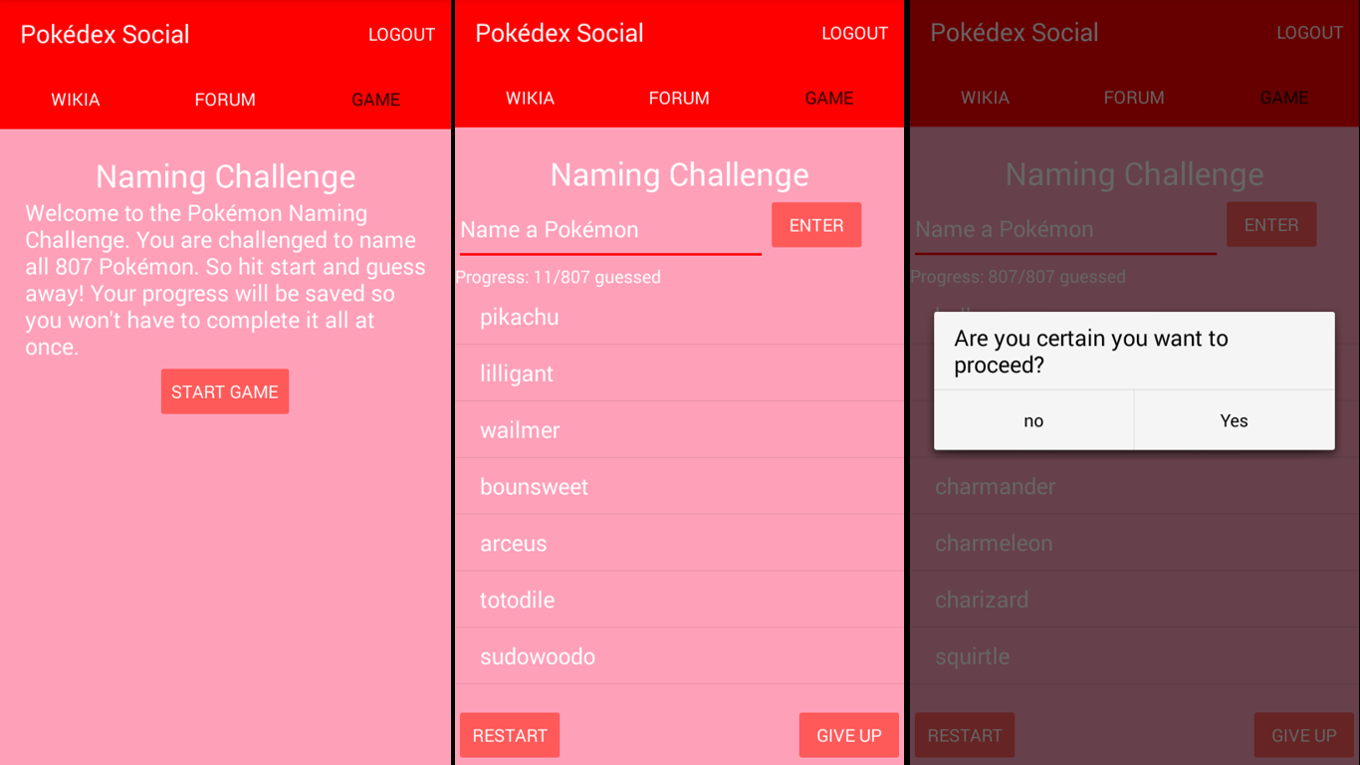 Pokédex Social
LOGOUT
WIKIA
FORUM
GAME
Naming Challenge
Welcome to the Pokémon Naming
Challenge. You are challenged to name
all 807 Pokémon. So hit start and guess
away! Your progress will be saved so
you won't have to complete it all at
once.
START GAME
Pokédex Social
LOGOUT
WIKIA
FORUM
GAME
Naming Challenge
Name a Pokémon
ENTER
Progress: 11/807 guessed
pikachu
lilligant
wailmer
bounsweet
arceus
totodile
sudowoodo
RESTART
GIVE UP
Pokédex Social
LOGOUT
WIKIA
FORUM
GAME
Naming Challenge
Name a Pokémon
ENTER
Progress: 807/807 guessed
Are you certain you want to
proceed?
no
Yes
charmander
charmeleon
charizard
squirtle
RESTART
GIVE UP